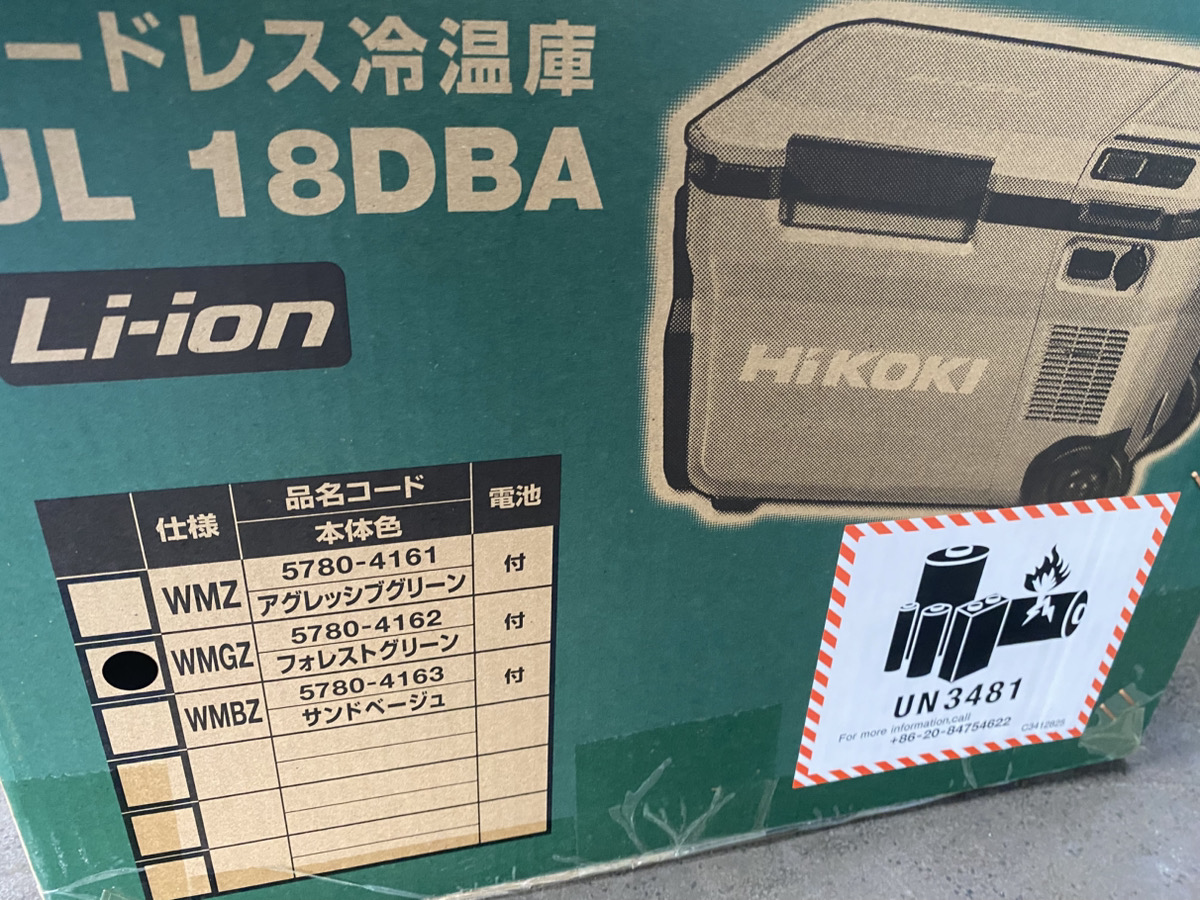 ードレス冷温庫
UL 18DBA
Li-ion
HiKOKI
仕様 品名コード 電池
本体色
WMZ 5780-4161 付
アグレッシブグリーン
WMGZ 5780-4162 付
フォレストグリーン
WMBZ 5780-4163 付
サンドベージュ
UN3481
For more information,call
+86-20-84754622 C3412825